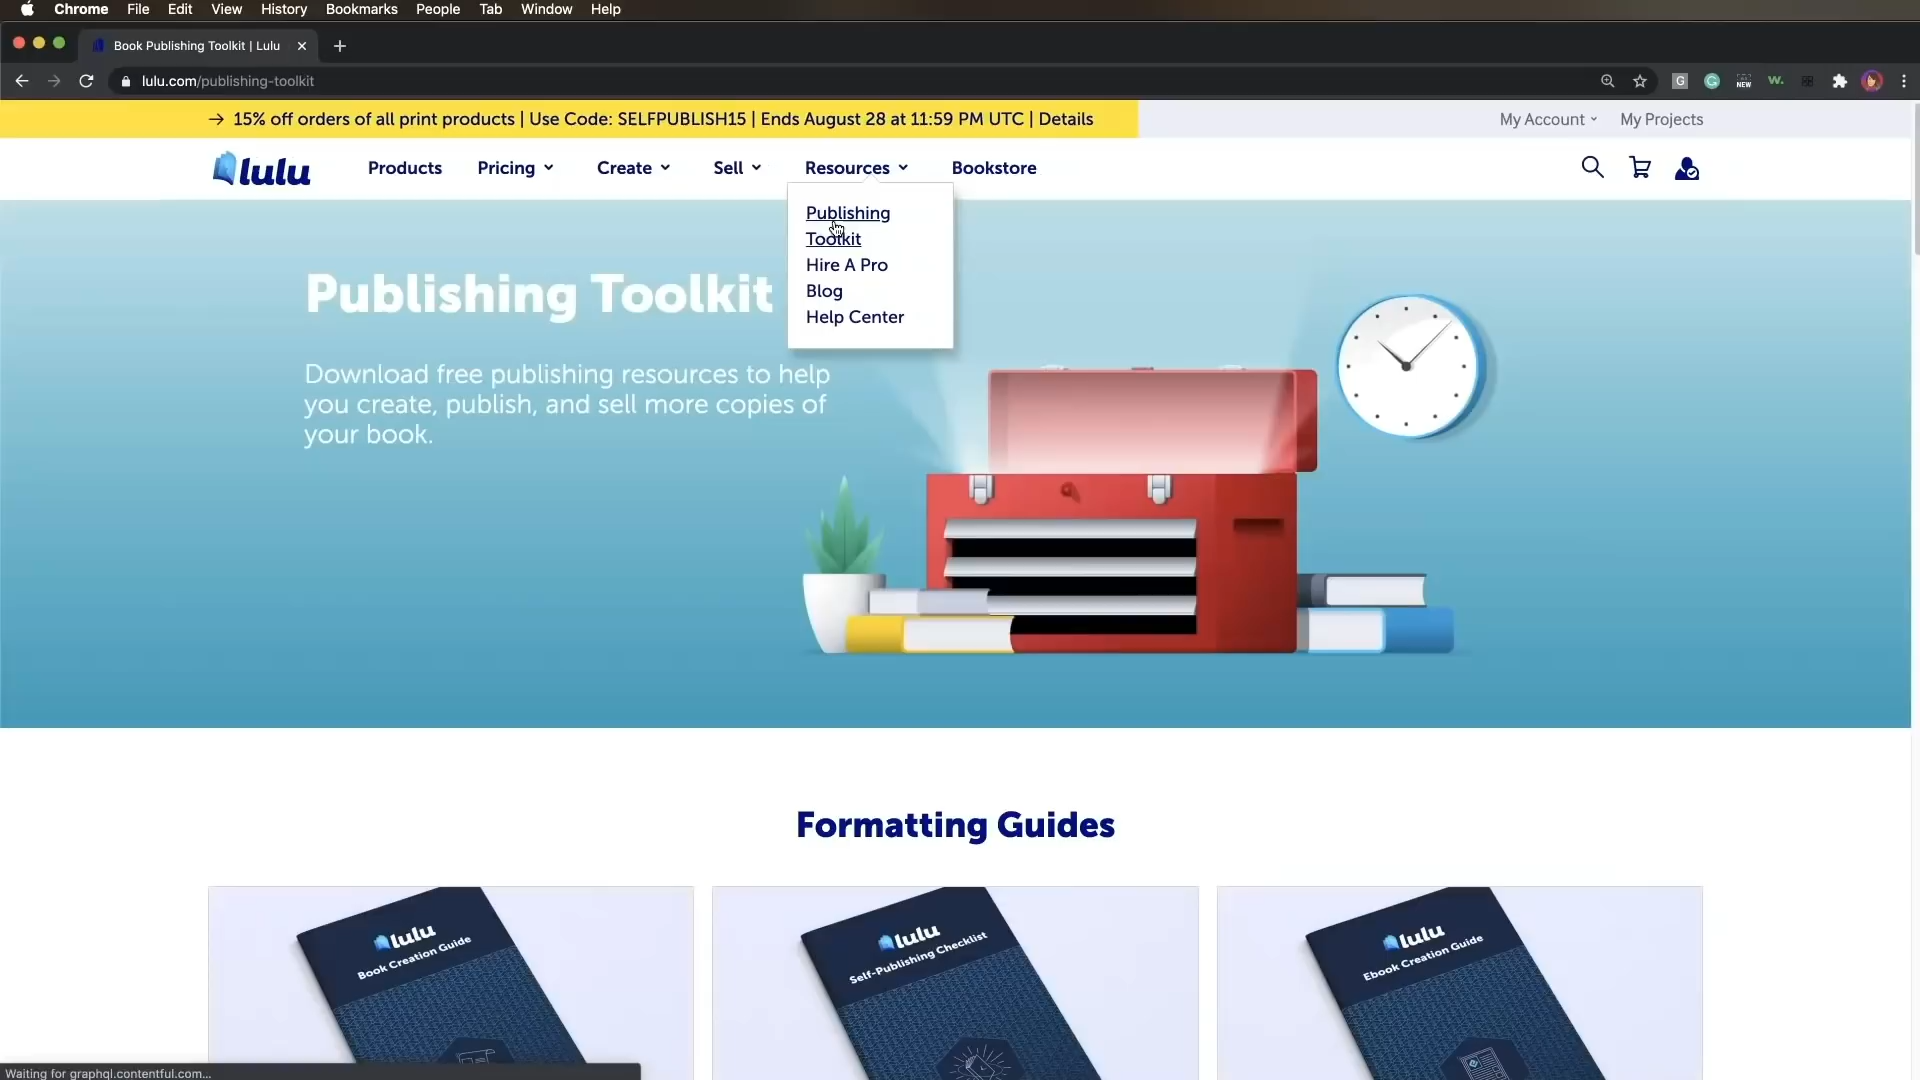 Chrome File Edit View History Bookmarks People Tab Window Help
Book Publishing Toolkit | Lulu
lulu.com/publishing-toolkit
→ 15% off orders of all print products | Use Code: SELFPUBLISH15 | Ends August 28 at 11:59 PM UTC | Details
My Account My Projects
lulu Products Pricing Create Sell Resources Bookstore
Publishing
Toolkit
Hire A Pro
Blog
Help Center
Publishing Toolkit
Download free publishing resources to help
you create, publish, and sell more copies of
your book.
Formatting Guides
lulu
Book Creation Guide
lulu
Self-Publishing Checklist
lulu
Ebook Creation Guide
Waiting for graphql.contentful.com...